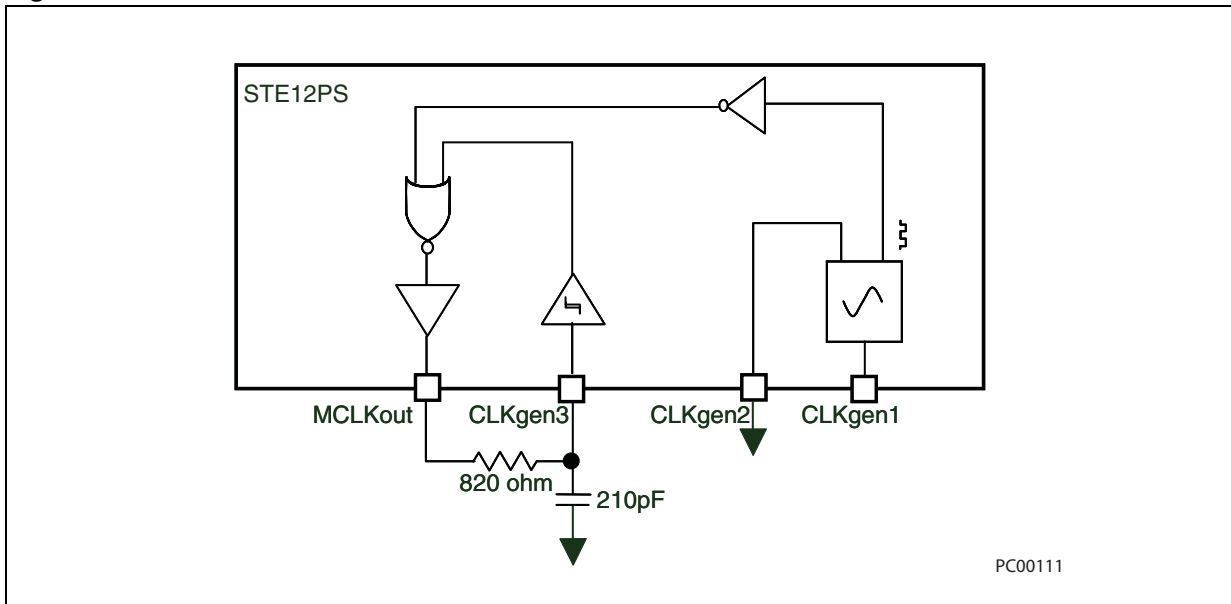 STE12PS
MCLKout
CLKgen3
CLKgen2
CLKgen1
820 ohm
210pF
PC00111